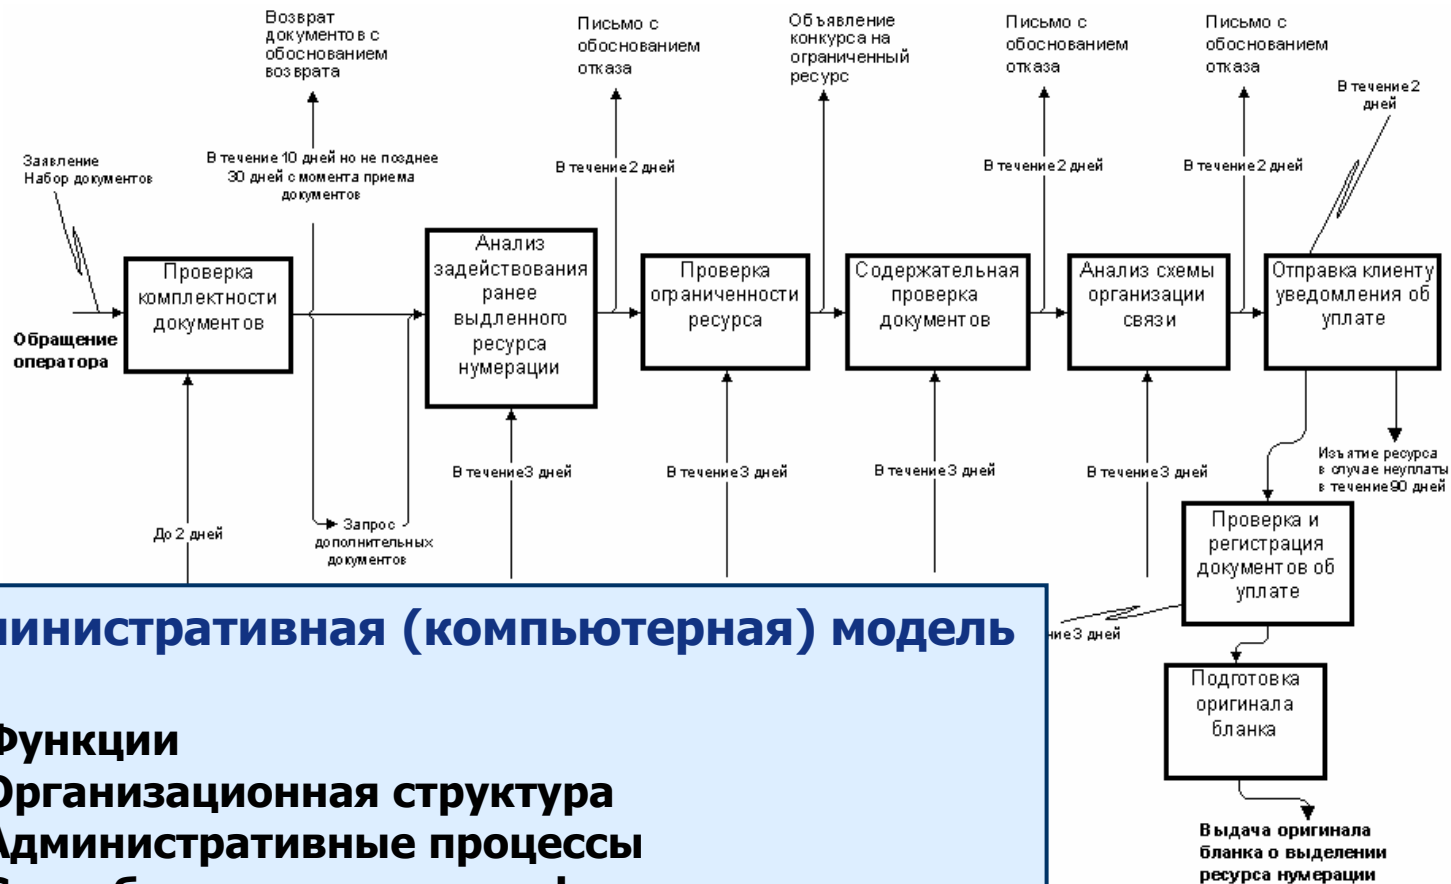 Возврат
документов с
обоснованием
возврата
Письмо с
обоснованием
отказа
Объявление
конкурса на
ограниченный
ресурс
Письмо с
обоснованием
отказа
Письмо с
обоснованием
отказа
В течение 2
дней
Заявление
Набор документов
В течение 10 дней но не позднее
30 дней с момента приема
документов
В течение 2 дней
В течение 2 дней
В течение 2 дней
Обращение
оператора
Проверка
комплектности
документов
Анализ
задействования
ранее
выдленного
ресурса
нумерации
Проверка
ограниченности
ресурса
Содержательная
проверка
документов
Анализ схемы
организации
связи
Отправка клиенту
уведомления об
уплате
До 2 дней
Запрос
дополнительных
документов
В течение 3 дней
В течение 3 дней
В течение 3 дней
В течение 3 дней
Изъятие ресурса
в случае неуплаты
в течение 90 дней
Проверка и
регистрация
документов об
уплате
ние 3 дней
Подготовка
оригинала
бланка
Выдача оригинала
бланка о выделении
ресурса нумерации
министративная (компьютерная) модель
Функции
Организационная структура
Административные процессы